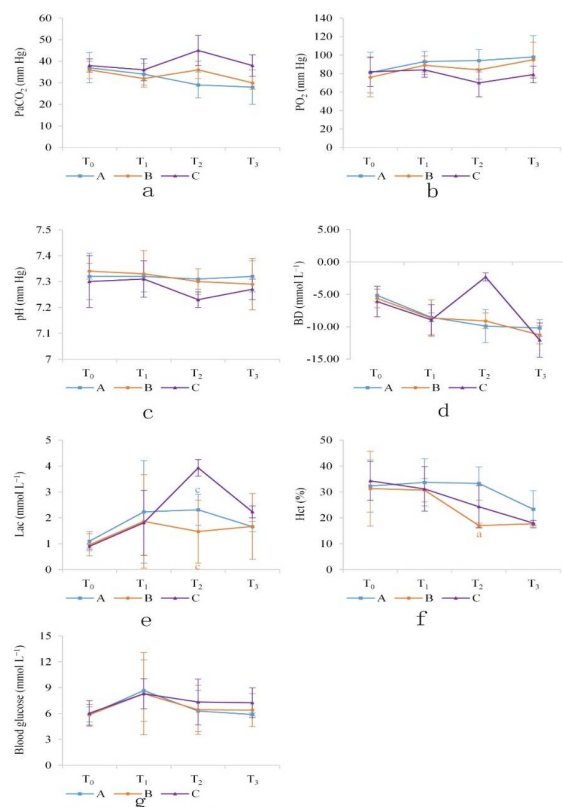 60
50
40
30
20
10
0
PaCO₂ (mm Hg)
T₀ T₁ T₂ T₃
A B C
a
140
120
100
80
60
40
20
0
PO₂ (mm Hg)
T₀ T₁ T₂ T₃
A B C
b
7.5
7.4
7.3
7.2
7.1
7
pH (mm Hg)
T₀ T₁ T₂ T₃
A B C
c
5.00
0.00
-5.00
-10.00
-15.00
BD (mmol L⁻¹)
T₀ T₁ T₂ T₃
A B C
d
5
4
3
2
1
0
Lac (mmol L⁻¹)
c
c
T₀ T₁ T₂ T₃
A B C
e
50
40
30
20
10
0
Hct (%)
a
T₀ T₁ T₂ T₃
A B C
f
15
12
9
6
3
0
Blood glucose (mmol L⁻¹)
T₀ T₁ T₂ T₃
A B C
g